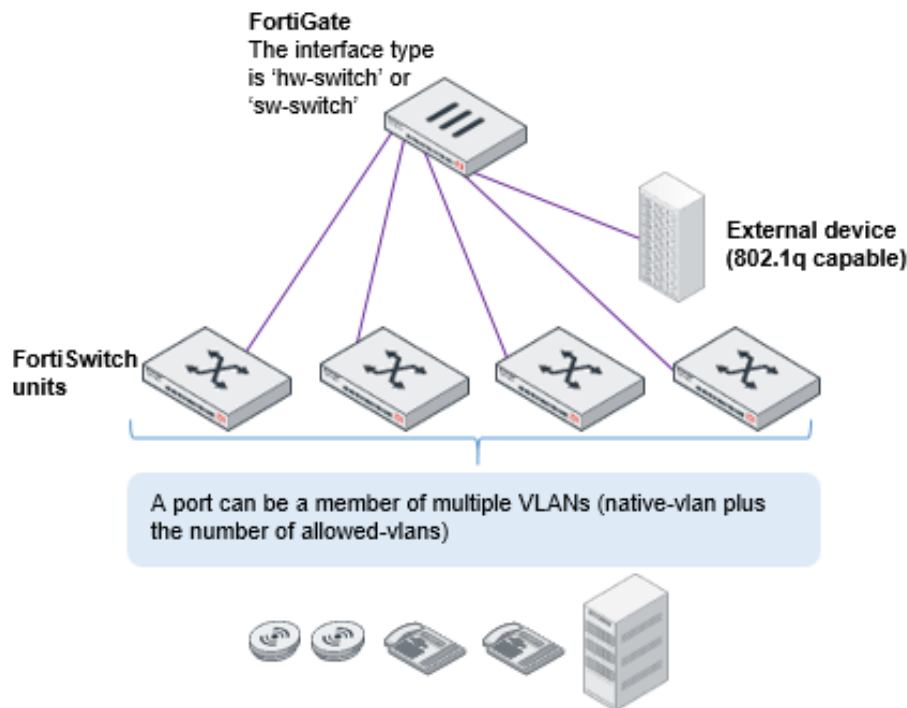 FortiGate
The interface type
is ‘hw-switch’ or
‘sw-switch’
External device
(802.1q capable)
FortiSwitch
units
A port can be a member of multiple VLANs (native-vlan plus
the number of allowed-vlans)